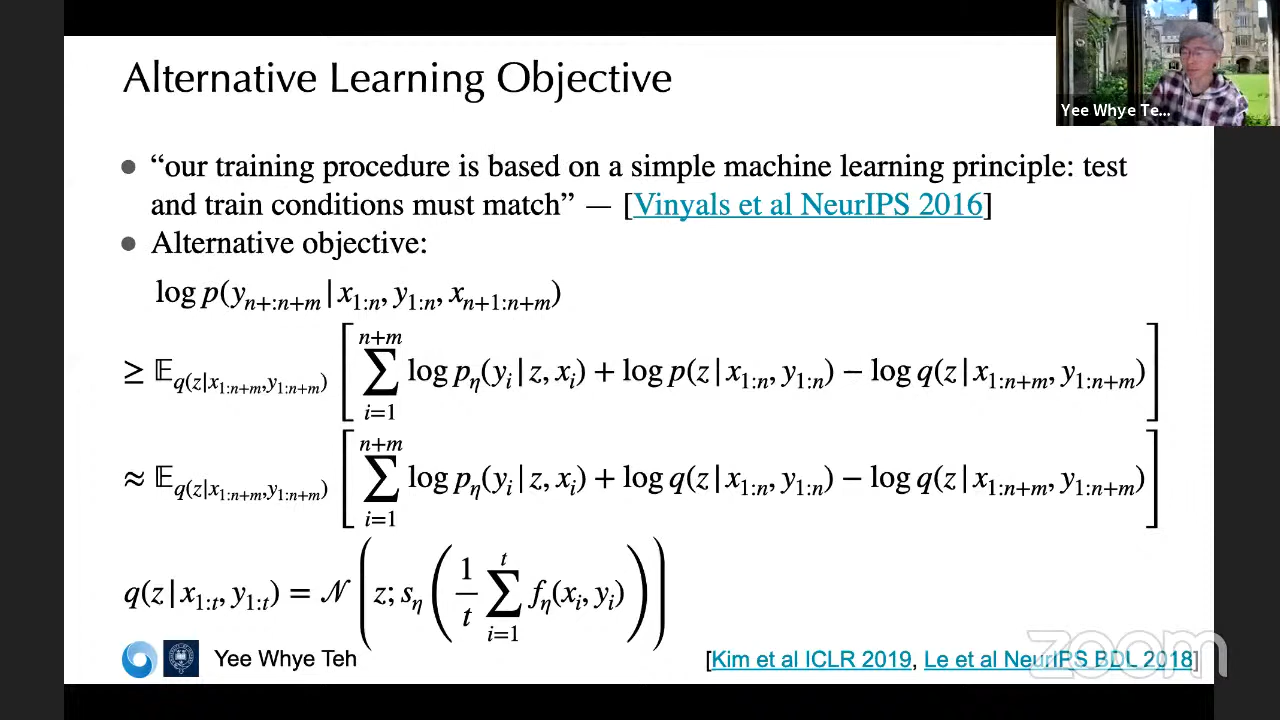 Alternative Learning Objective
Yee Whye Te...
● “our training procedure is based on a simple machine learning principle: test
and train conditions must match” — [Vinyals et al NeurIPS 2016]
● Alternative objective:
log p(y_{n+:n+m} | x_{1:n}, y_{1:n}, x_{n+1:n+m})
≥ 𝔼_{q(z|x_{1:n+m},y_{1:n+m})} [ ∑_{i=1}^{n+m} log p_η(y_i | z, x_i) + log p(z | x_{1:n}, y_{1:n}) − log q(z | x_{1:n+m}, y_{1:n+m}) ]
≈ 𝔼_{q(z|x_{1:n+m},y_{1:n+m})} [ ∑_{i=1}^{n+m} log p_η(y_i | z, x_i) + log q(z | x_{1:n}, y_{1:n}) − log q(z | x_{1:n+m}, y_{1:n+m}) ]
q(z | x_{1:t}, y_{1:t}) = 𝒩 ( z; s_η ( 1/t ∑_{i=1}^{t} f_η(x_i, y_i) ) )
Yee Whye Teh
[Kim et al ICLR 2019, Le et al NeurIPS BDL 2018]
zoom